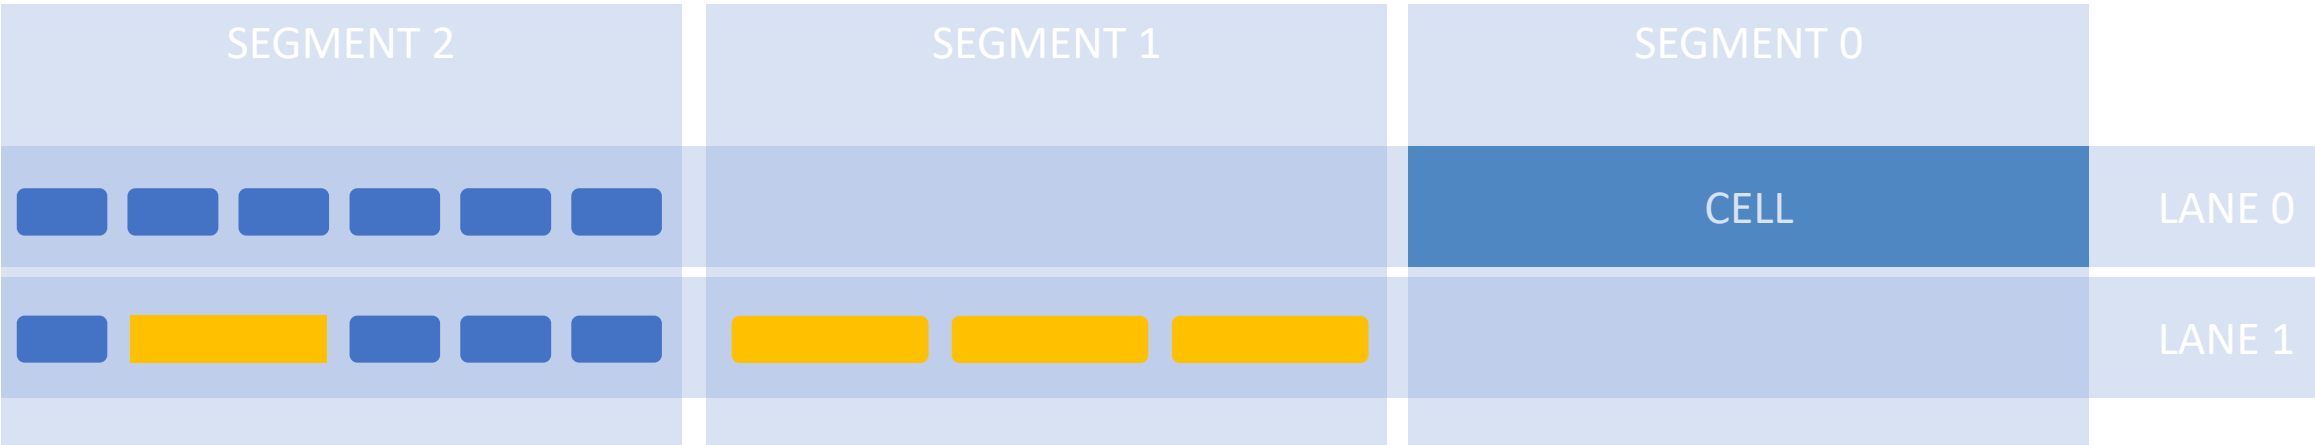 SEGMENT 2
SEGMENT 1
SEGMENT 0
CELL
LANE 0
LANE 1